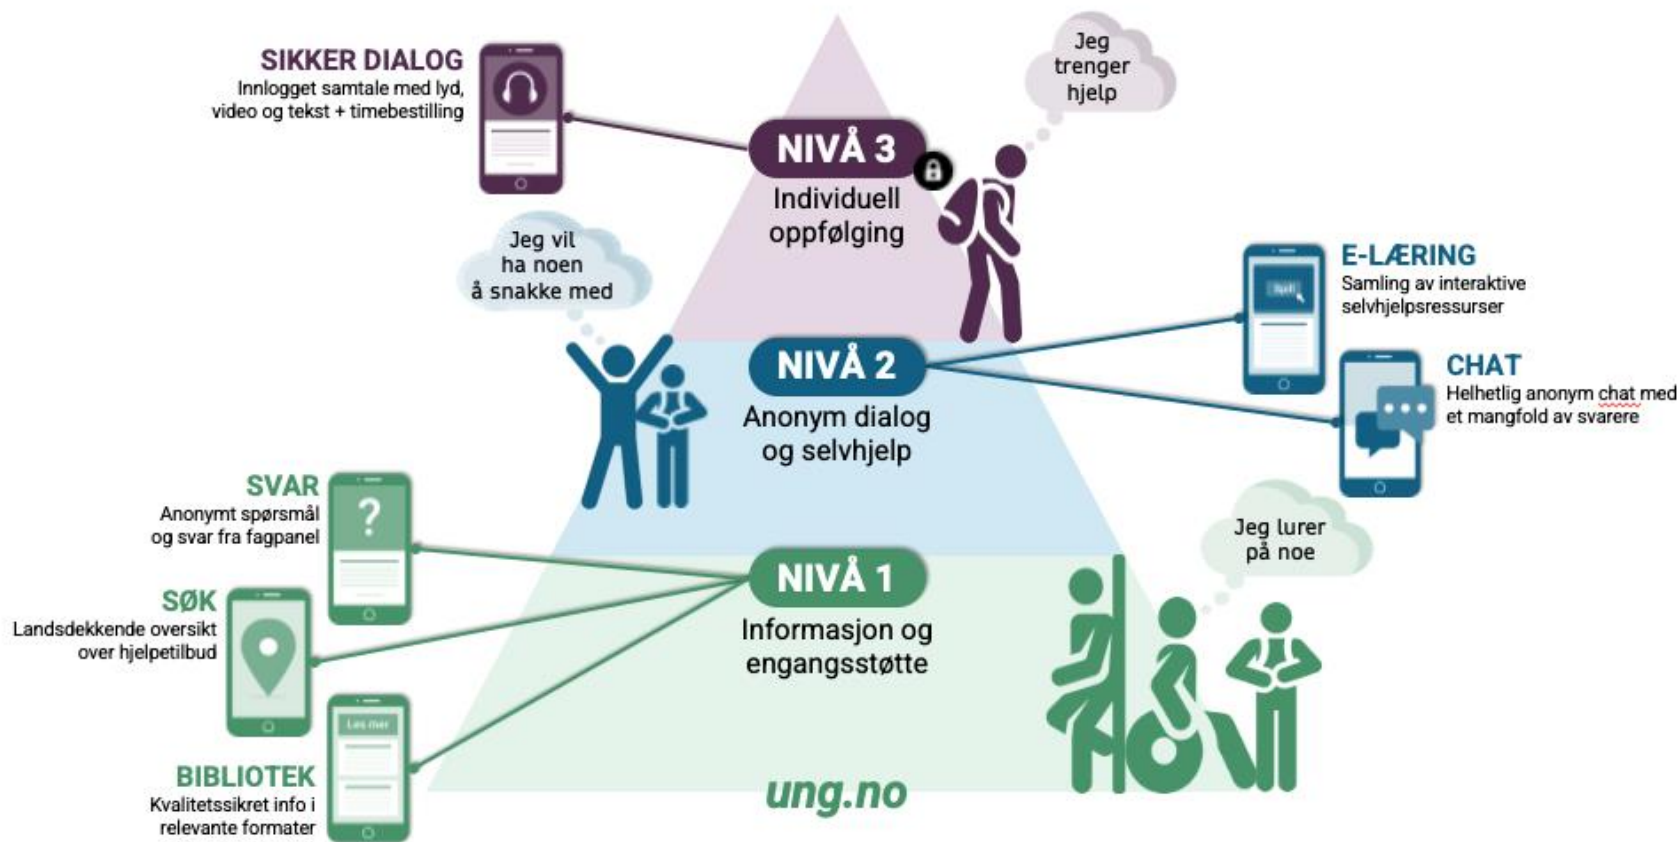 SIKKER DIALOG
Innlogget samtale med lyd,
video og tekst + timebestilling
Jeg
trenger
hjelp
NIVÅ 3
Individuell
oppfølging
Jeg vil
ha noen
å snakke med
E-LÆRING
Samling av interaktive
selvhjelpsressurser
Spill
NIVÅ 2
Anonym dialog
og selvhjelp
CHAT
Helhetlig anonym chat med
et mangfold av svarere
SVAR
Anonymt spørsmål
og svar fra fagpanel
?
Jeg lurer
på noe
NIVÅ 1
Informasjon og
engangsstøtte
SØK
Landsdekkende oversikt
over hjelpetilbud
Les mer
BIBLIOTEK
Kvalitetssikret info i
relevante formater
ung.no